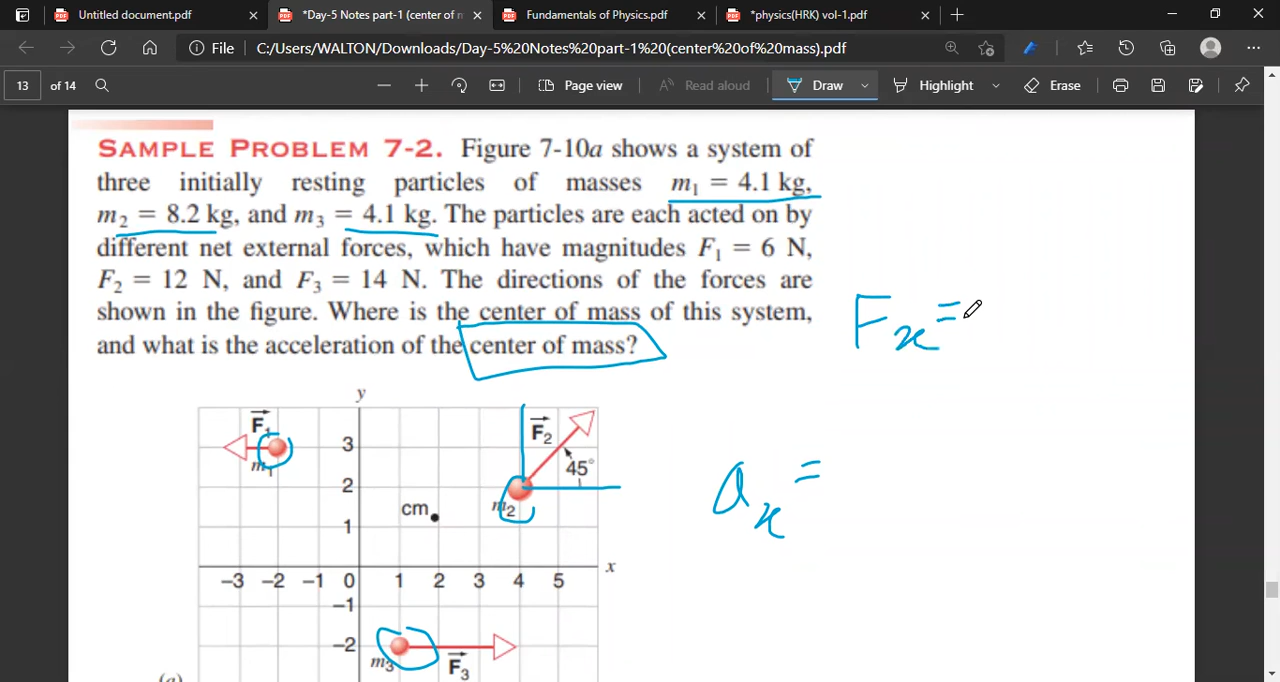 Untitled document.pdf
*Day-5 Notes part-1 (center of n
Fundamentals of Physics.pdf
*physics(HRK) vol-1.pdf
File
C:/Users/WALTON/Downloads/Day-5%20Notes%20part-1%20(center%20of%20mass).pdf
13 of 14
Page view
Read aloud
Draw
Highlight
Erase
SAMPLE PROBLEM 7-2. Figure 7-10a shows a system of
three initially resting particles of masses m₁ = 4.1 kg,
m₂ = 8.2 kg, and m₃ = 4.1 kg. The particles are each acted on by
different net external forces, which have magnitudes F₁ = 6 N,
F₂ = 12 N, and F₃ = 14 N. The directions of the forces are
shown in the figure. Where is the center of mass of this system,
and what is the acceleration of the center of mass?
Fx =
y
F₁
m₁
3
2
1
F₂
45°
m₂
cm
ax =
−3 −2 −1 0 1 2 3 4 5 x
−1
−2
m₃
F₃
(a)